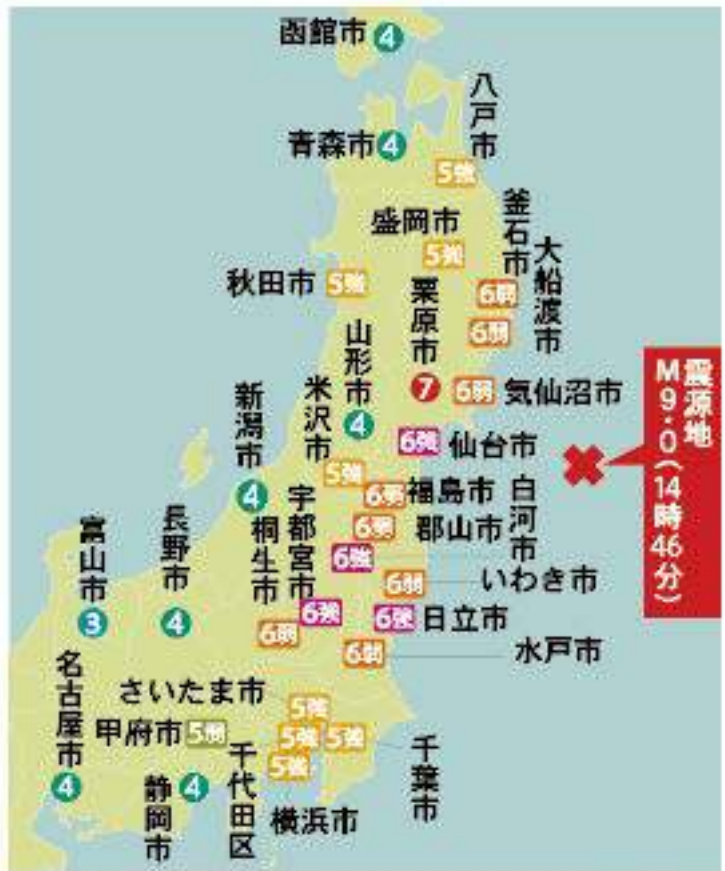 函館市 4
青森市 4
八戸市
5強
盛岡市
5強
釜石市
6弱
大船渡市
6弱
秋田市 5強
栗原市
7
6弱 気仙沼市
山形市
4
米沢市
5強
新潟市
4
6強 仙台市
震源地
M9.0(14時46分)
6弱 福島市
6弱 郡山市
白河市
6強
6弱 いわき市
宇都宮市
6強
桐生市
6弱
6強 日立市
6弱 水戸市
富山市
3
長野市
4
名古屋市
4
さいたま市
5強
甲府市 5弱
5強
5強
千葉市
5強
千代田区
静岡市
4
横浜市